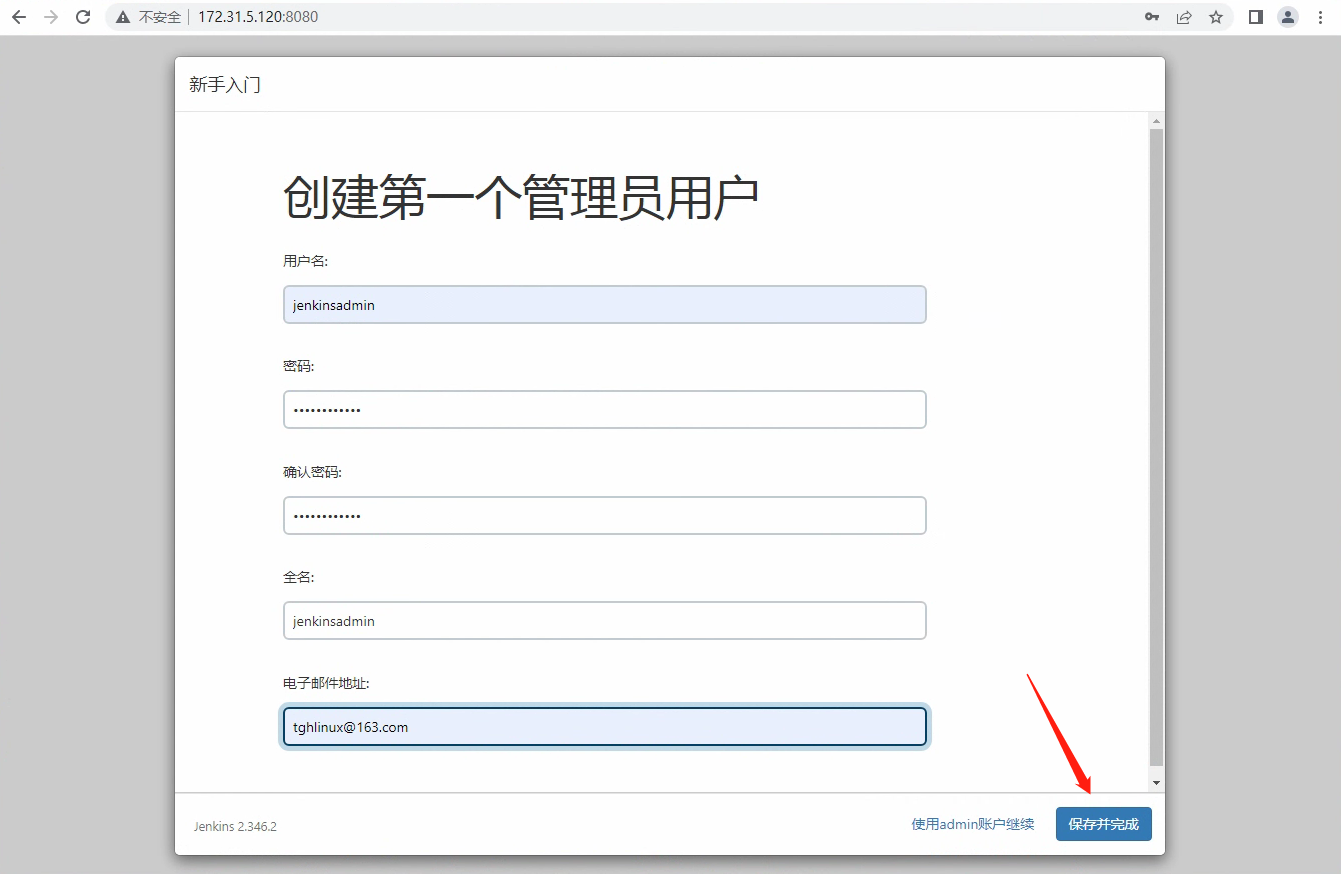 不安全 172.31.5.120:8080
新手入门
创建第一个管理员用户
用户名:
jenkinsadmin
密码:
••••••••••••
确认密码:
••••••••••••
全名:
jenkinsadmin
电子邮件地址:
tghlinux@163.com
Jenkins 2.346.2
使用admin账户继续
保存并完成